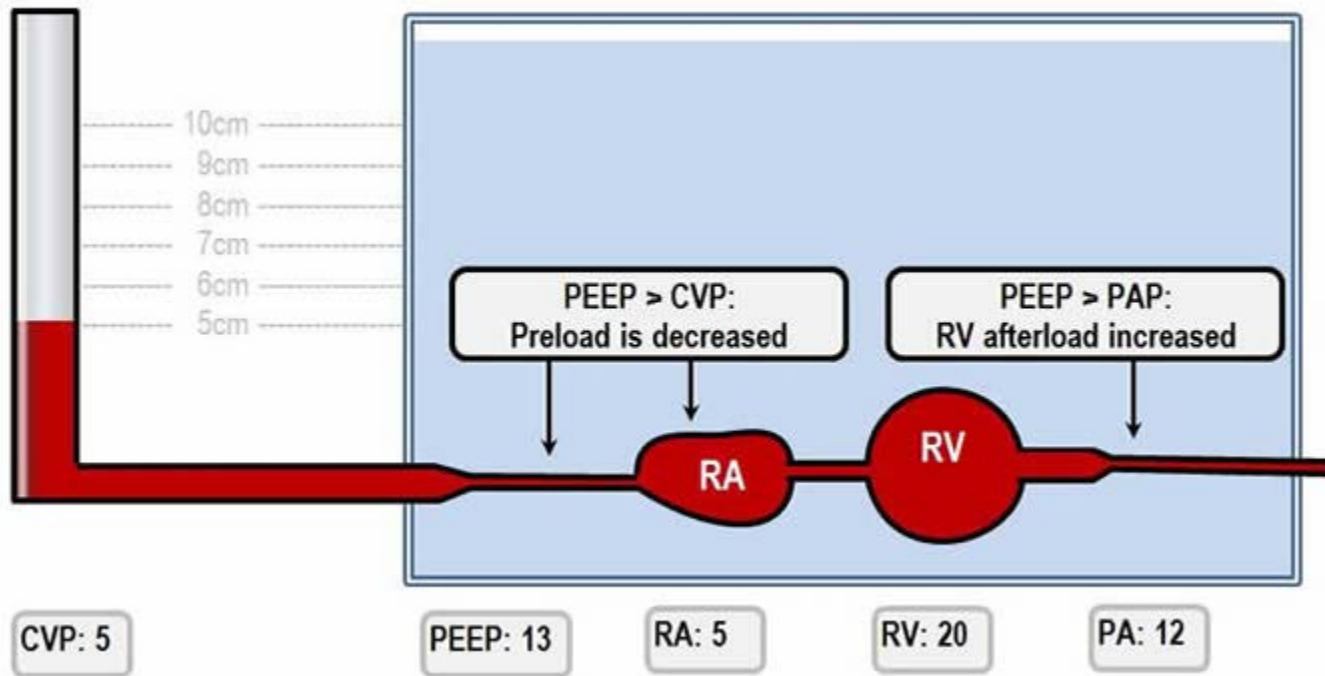 10cm
9cm
8cm
7cm
6cm
5cm
PEEP > CVP:
Preload is decreased
PEEP > PAP:
RV afterload increased
RA
RV
CVP: 5
PEEP: 13
RA: 5
RV: 20
PA: 12